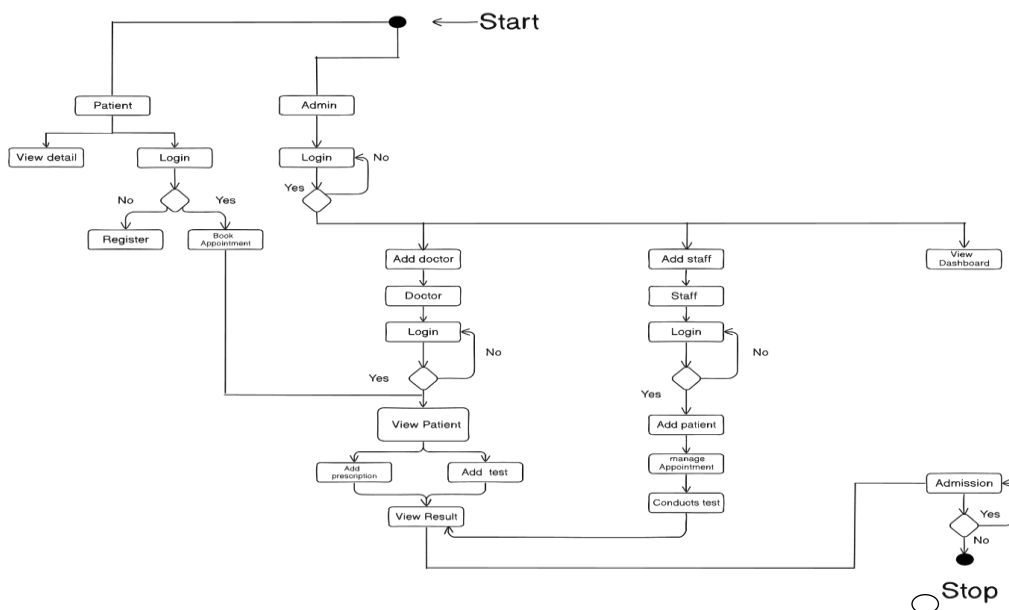 Start
Patient
Admin
View detail
Login
Login
No
Yes
No
Yes
Register
Book
Appointment
Add doctor
Add staff
View
Dashboard
Doctor
Staff
Login
Login
No
No
Yes
Yes
View Patient
Add patient
Add
prescription
Add test
manage
Appointment
Admission
Conducts test
View Result
Yes
No
Stop